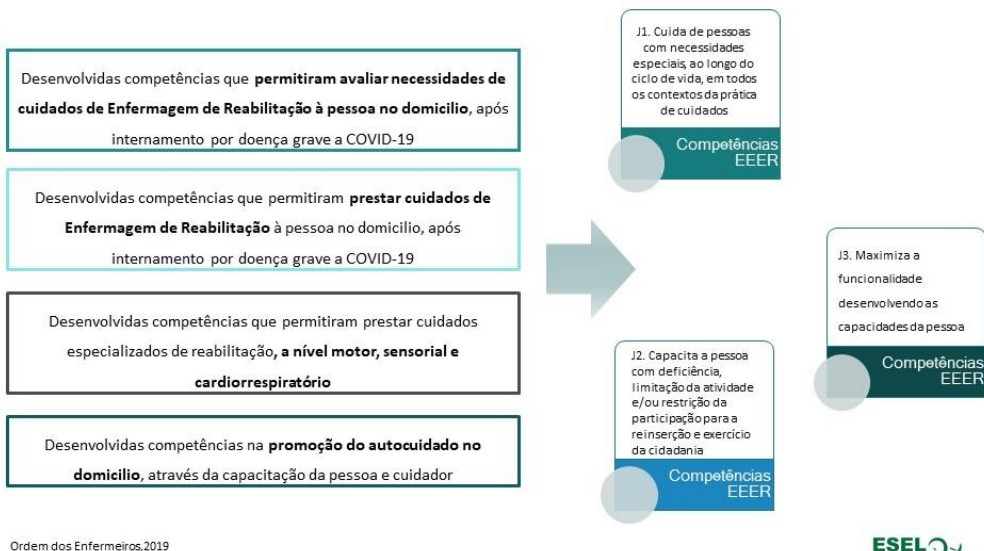 Desenvolvidas competências que permitiram avaliar necessidades de
cuidados de Enfermagem de Reabilitação à pessoa no domicilio, após
internamento por doença grave a COVID-19
Desenvolvidas competências que permitiram prestar cuidados de
Enfermagem de Reabilitação à pessoa no domicilio, após
internamento por doença grave a COVID-19
Desenvolvidas competências que permitiram prestar cuidados
especializados de reabilitação, a nível motor, sensorial e
cardiorrespiratório
Desenvolvidas competências na promoção do autocuidado no
domicilio, através da capacitação da pessoa e cuidador
J1. Cuida de pessoas
com necessidades
especiais, ao longo do
ciclo de vida, em todos
os contextos da prática
de cuidados
Competências
EEER
J2. Capacita a pessoa
com deficiência,
limitação da atividade
e/ou restrição da
participação para a
reinserção e exercício
da cidadania
Competências
EEER
J3. Maximiza a
funcionalidade
desenvolvendo as
capacidades da pessoa
Competências
EEER
Ordem dos Enfermeiros,2019
ESEL